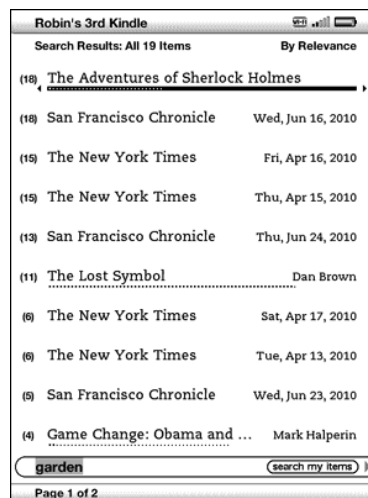 Robin's 3rd Kindle
Search Results: All 19 Items By Relevance
(18) The Adventures of Sherlock Holmes
(18) San Francisco Chronicle Wed, Jun 16, 2010
(15) The New York Times Fri, Apr 16, 2010
(15) The New York Times Thu, Apr 15, 2010
(13) San Francisco Chronicle Thu, Jun 24, 2010
(11) The Lost Symbol Dan Brown
(6) The New York Times Sat, Apr 17, 2010
(6) The New York Times Tue, Apr 13, 2010
(5) San Francisco Chronicle Wed, Jun 23, 2010
(4) Game Change: Obama and ... Mark Halperin
garden search my items
Page 1 of 2